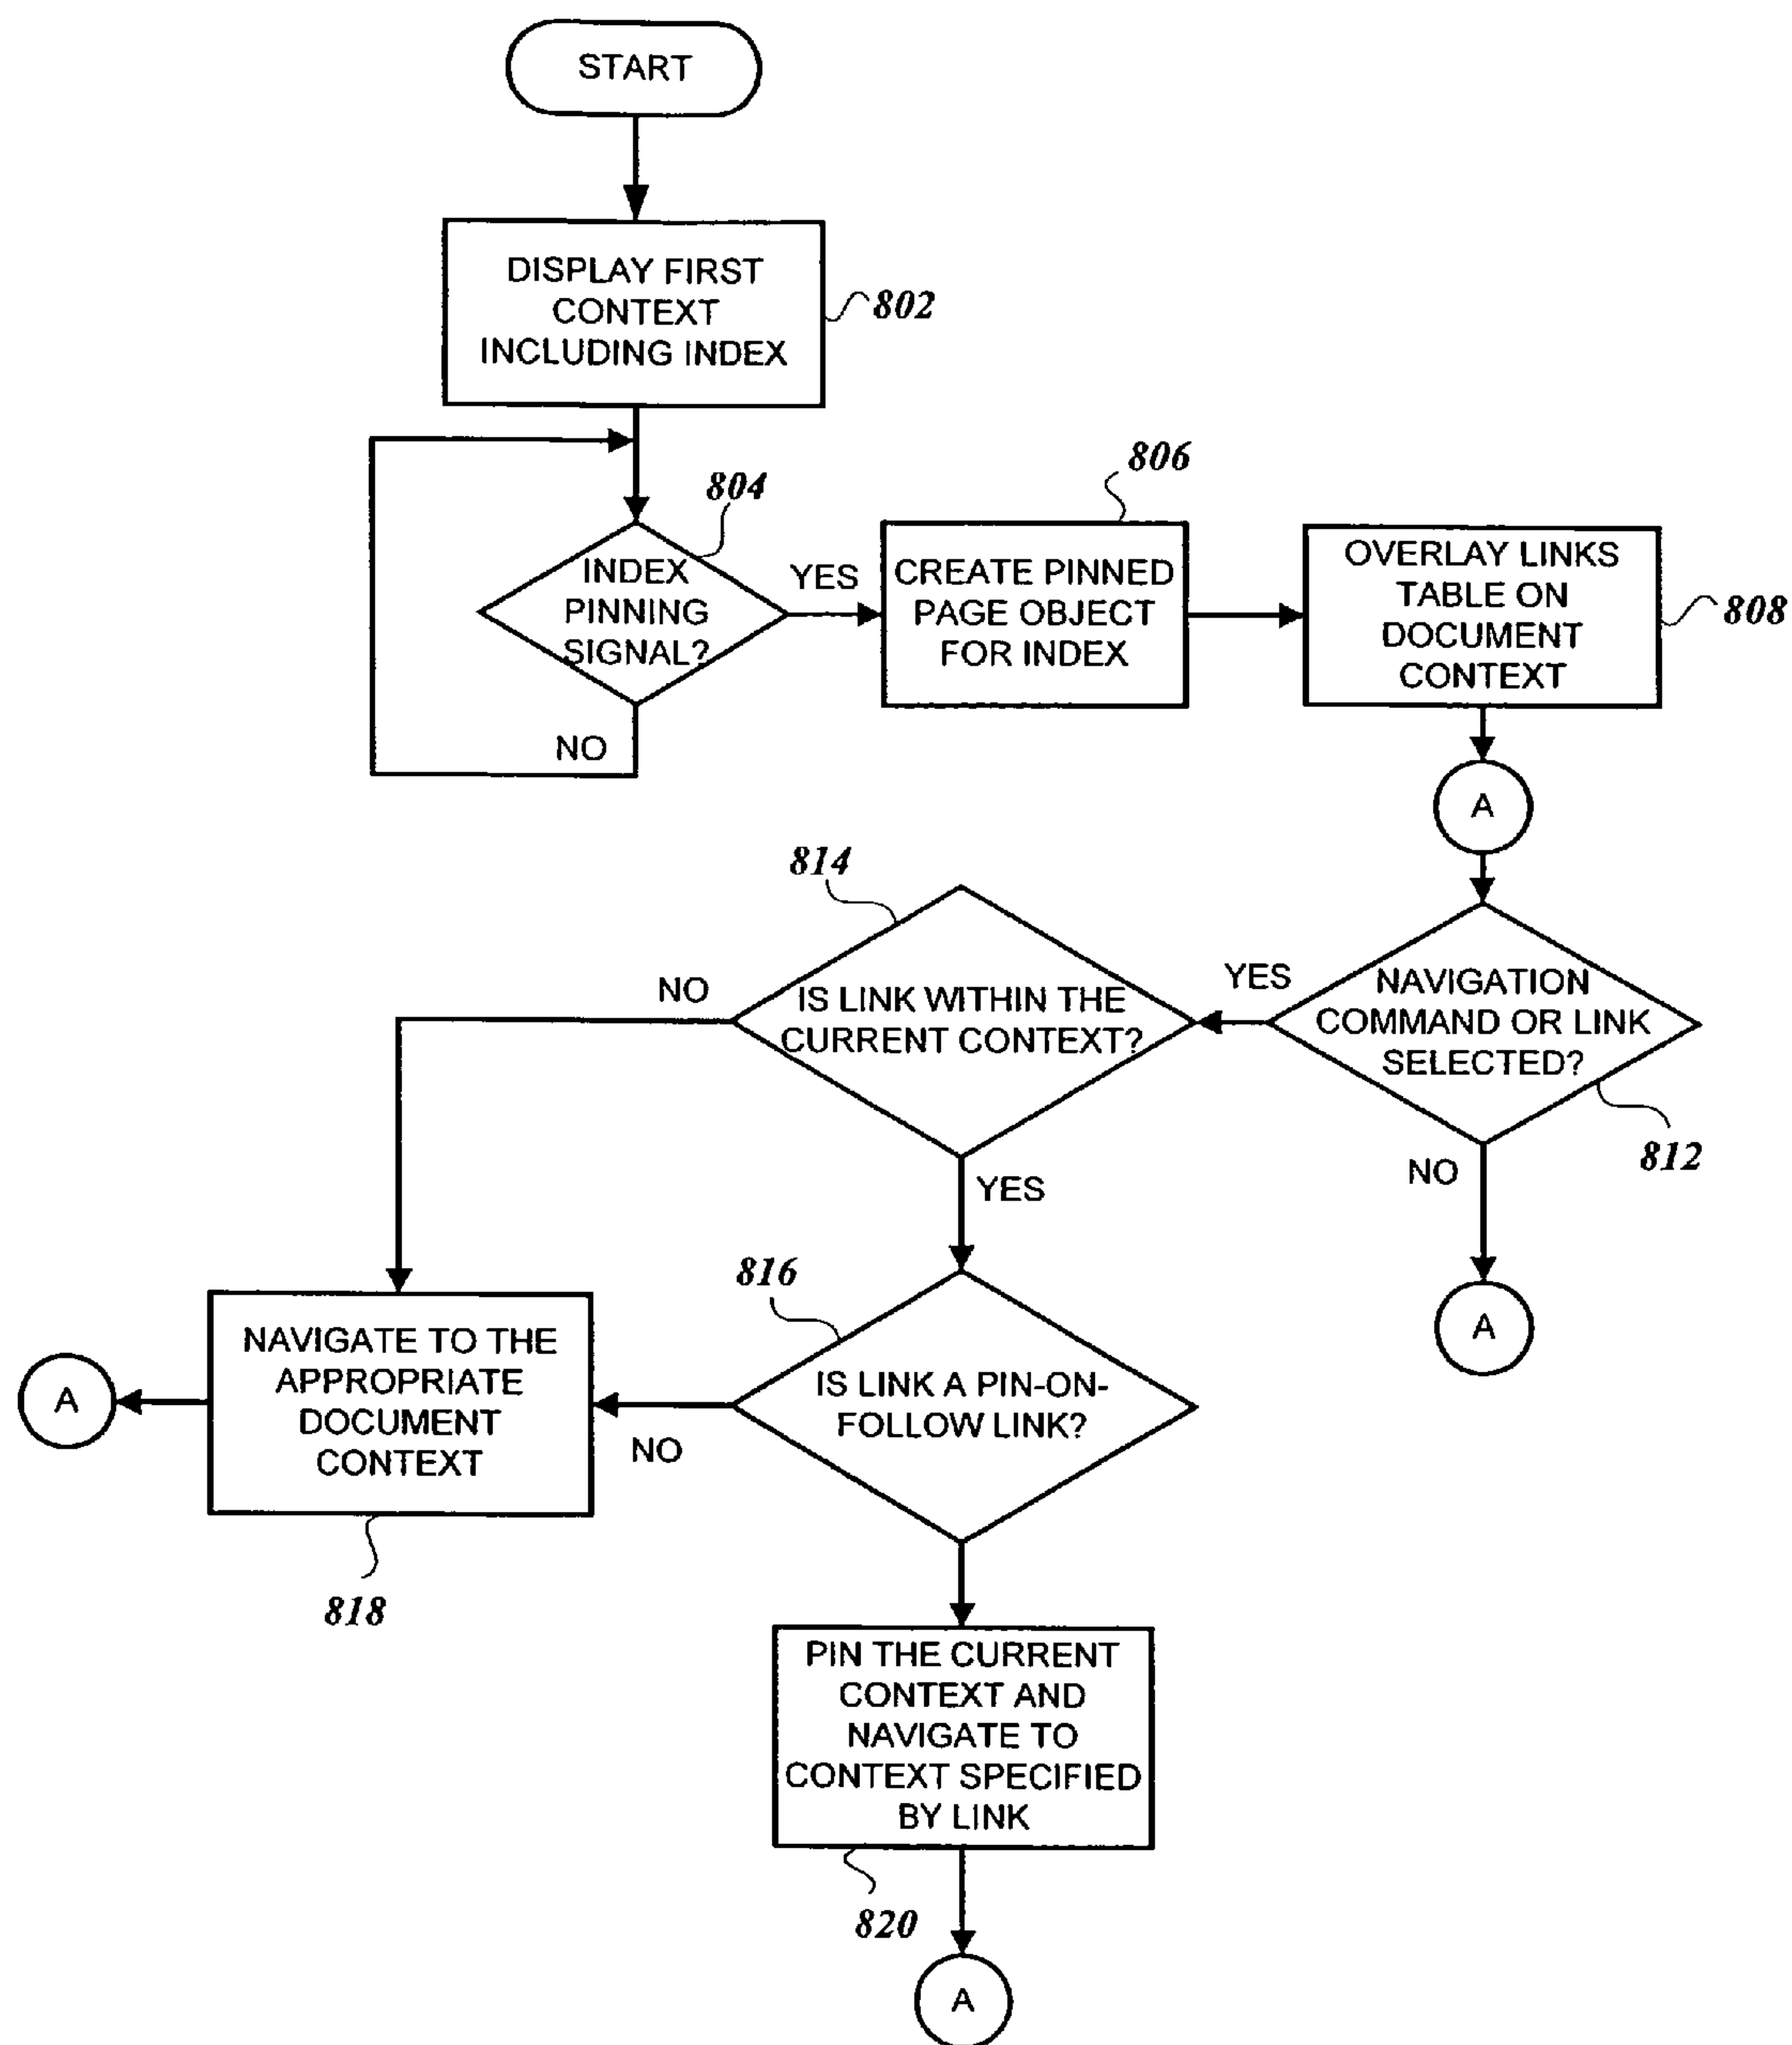 START
DISPLAY FIRST
CONTEXT
INCLUDING INDEX
802
804
INDEX
PINNING
SIGNAL?
YES
NO
806
CREATE PINNED
PAGE OBJECT
FOR INDEX
OVERLAY LINKS
TABLE ON
DOCUMENT
CONTEXT
808
A
NAVIGATION
COMMAND OR LINK
SELECTED?
812
YES
NO
A
814
IS LINK WITHIN THE
CURRENT CONTEXT?
NO
YES
816
IS LINK A PIN-ON-
FOLLOW LINK?
NO
NAVIGATE TO THE
APPROPRIATE
DOCUMENT
CONTEXT
818
A
PIN THE CURRENT
CONTEXT AND
NAVIGATE TO
CONTEXT SPECIFIED
BY LINK
820
A